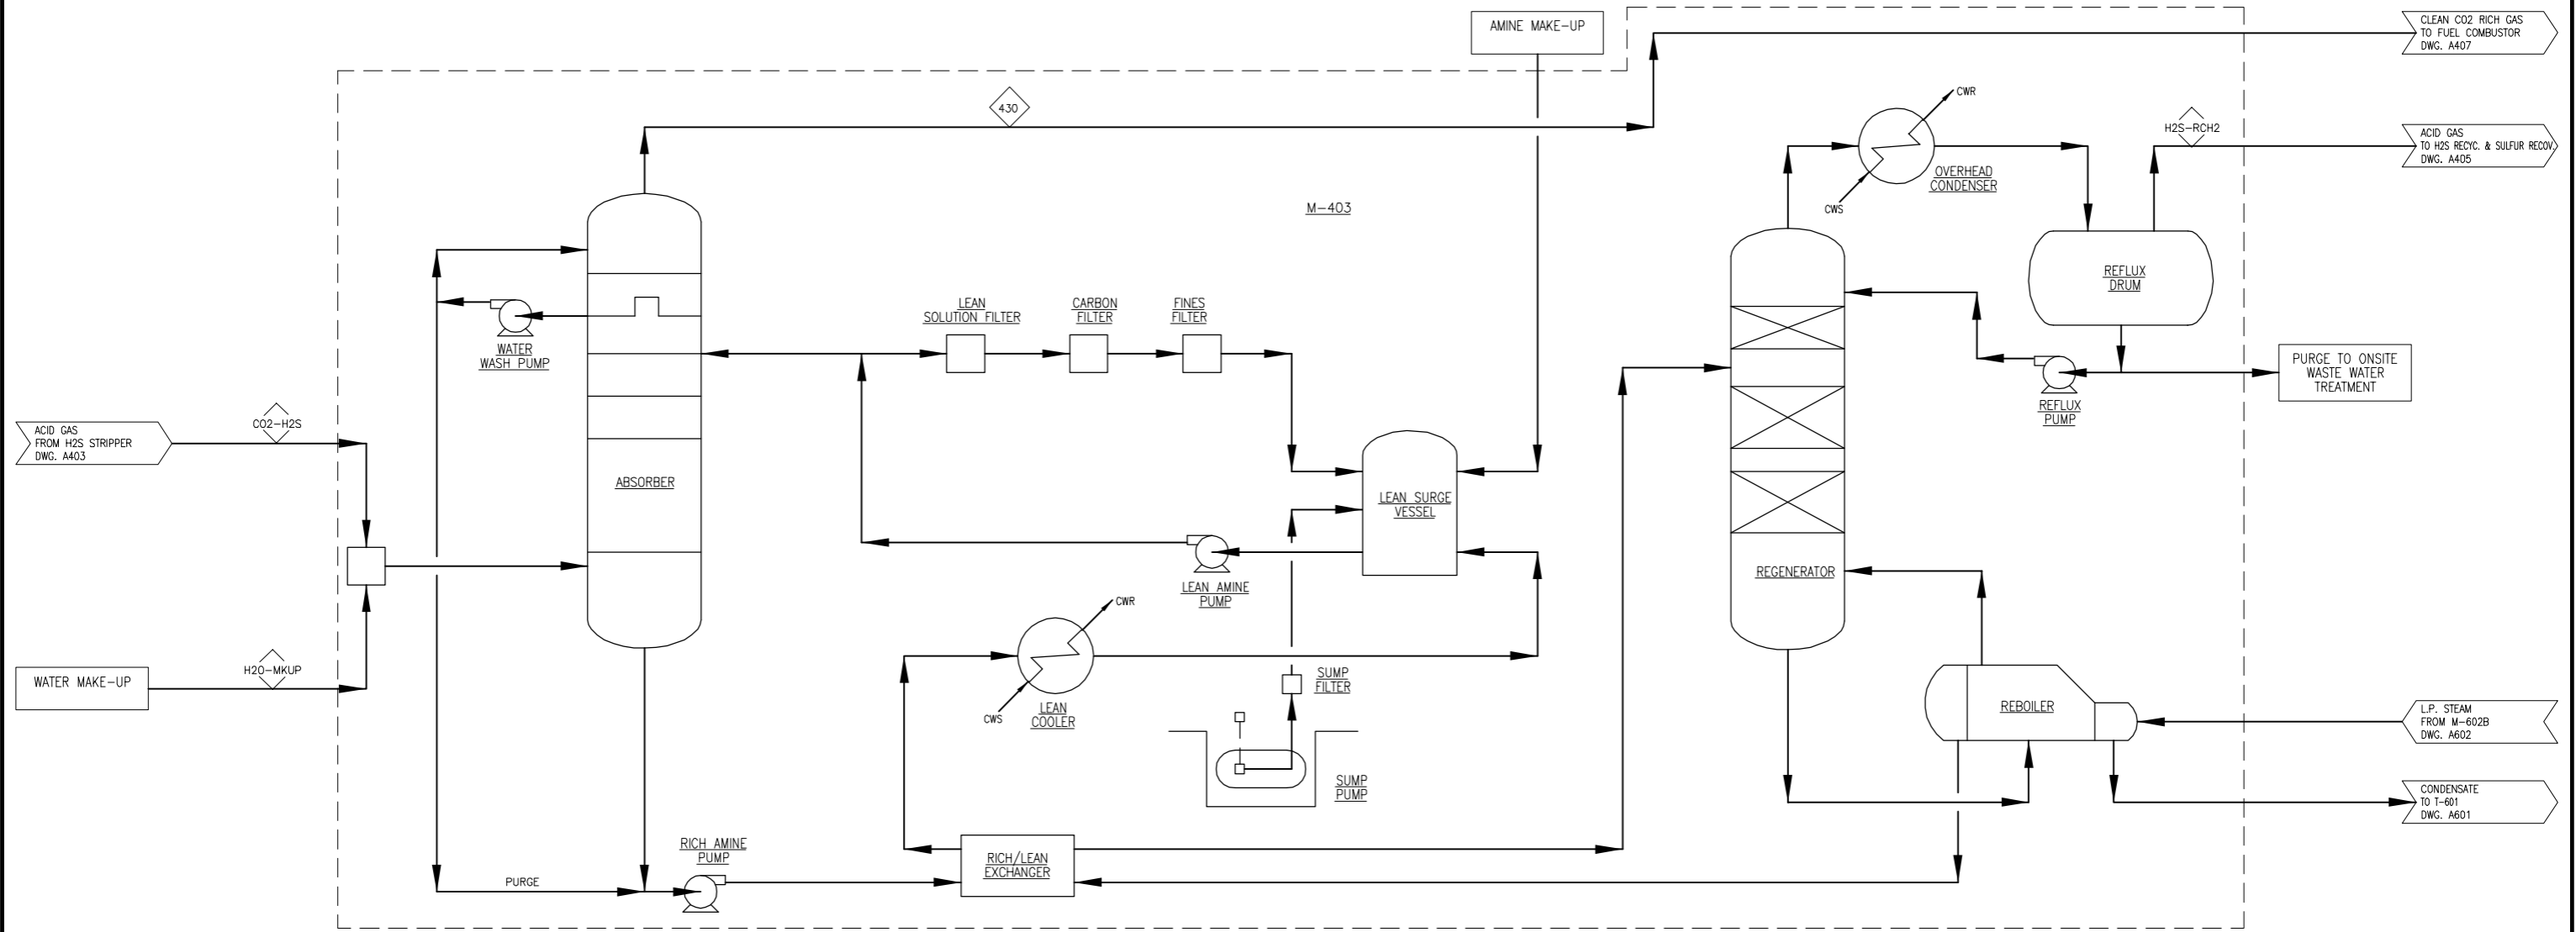 AMINE MAKE-UP
CLEAN CO2 RICH GAS
TO FUEL COMBUSTOR
DWG. A407
430
CWR
H2S-RCH2
ACID GAS
TO H2S RECYC. & SULFUR RECOV.
DWG. A405
OVERHEAD
CONDENSER
CWS
M-403
REFLUX
DRUM
LEAN
SOLUTION FILTER
CARBON
FILTER
FINES
FILTER
WATER
WASH PUMP
PURGE TO ONSITE
WASTE WATER
TREATMENT
REFLUX
PUMP
CO2-H2S
ACID GAS
FROM H2S STRIPPER
DWG. A403
ABSORBER
LEAN SURGE
VESSEL
LEAN AMINE
PUMP
REGENERATOR
CWR
H2O-MKUP
WATER MAKE-UP
SUMP
FILTER
CWS
LEAN
COOLER
REBOILER
L.P. STEAM
FROM M-602B
DWG. A602
SUMP
PUMP
CONDENSATE
TO T-601
DWG. A601
RICH AMINE
PUMP
RICH/LEAN
EXCHANGER
PURGE